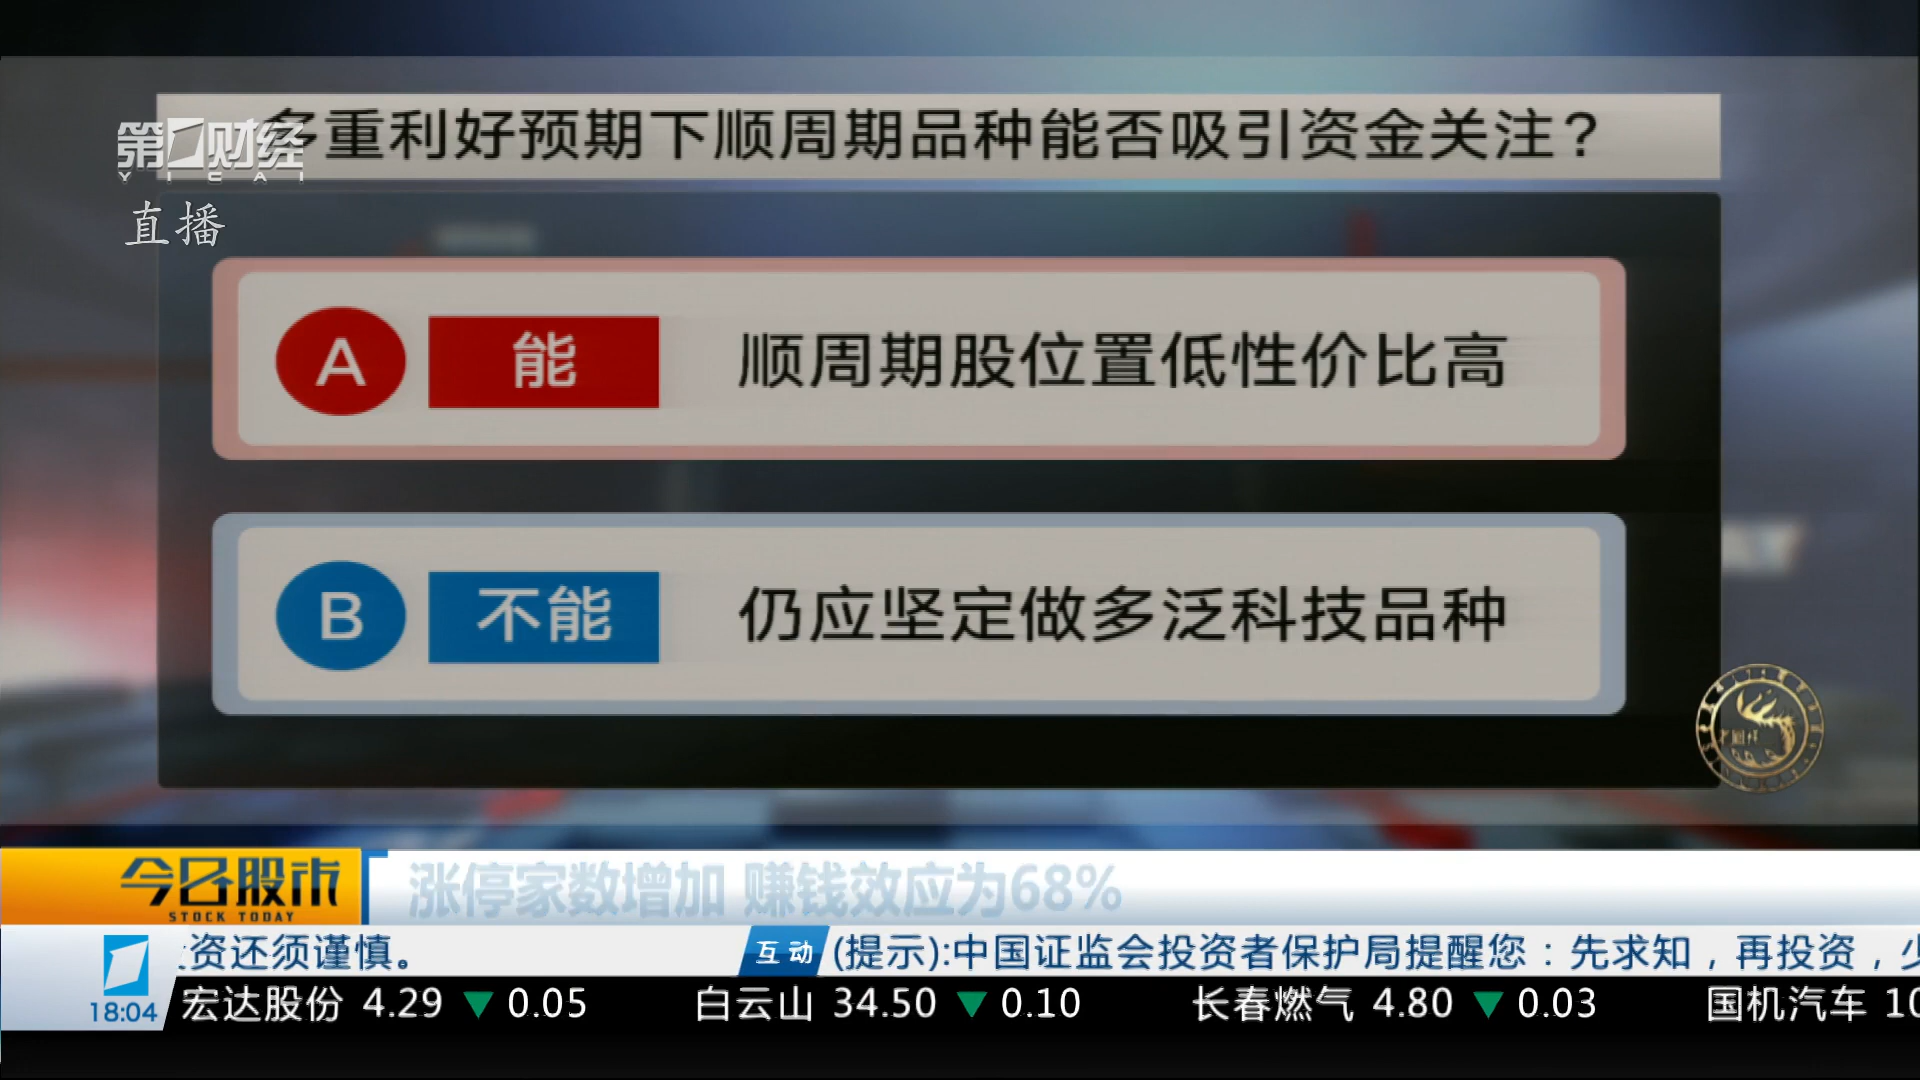 多重利好预期下顺周期品种能否吸引资金关注？
第1财经
YICAI
直播
A 能 顺周期股位置低性价比高
B 不能 仍应坚定做多泛科技品种
今日股市
STOCK TODAY
涨停家数增加 赚钱效应为68%
资还须谨慎。 互动 (提示):中国证监会投资者保护局提醒您：先求知，再投资，少
18:04
宏达股份 4.29 ▼ 0.05 白云山 34.50 ▼ 0.10 长春燃气 4.80 ▼ 0.03 国机汽车 10